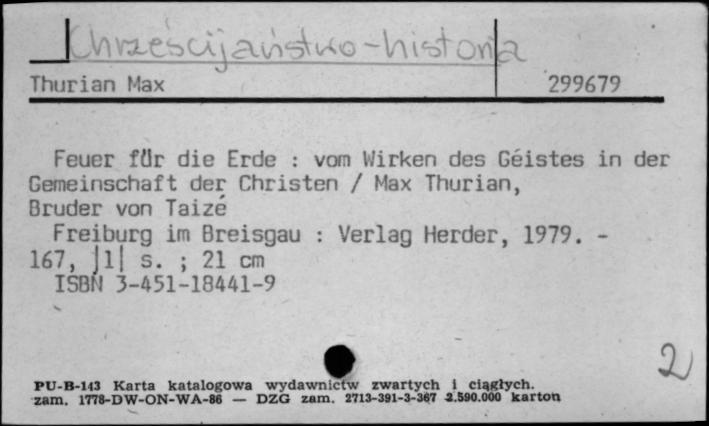 Chrześcijaństwo-historia
Thurian Max 299679
Feuer für die Erde : vom Wirken des Géistes in der
Gemeinschaft der Christen / Max Thurian,
Bruder von Taizé
Freiburg im Breisgau : Verlag Herder, 1979. -
167, |1| s. ; 21 cm
ISBN 3-451-18441-9
2
PU-B-143 Karta katalogowa wydawnictw zwartych i ciągłych.
zam. 1778-DW-ON-WA-86 — DZG zam. 2713-391-3-367 2.590.000 karton